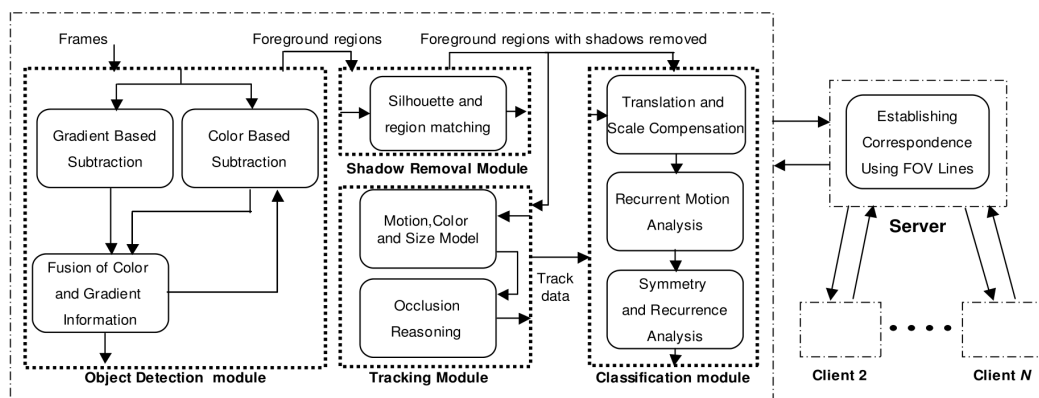 Frames
Foreground regions
Foreground regions with shadows removed
Gradient Based
Subtraction
Color Based
Subtraction
Fusion of Color
and Gradient
Information
Object Detection module
Silhouette and
region matching
Shadow Removal Module
Motion,Color
and Size Model
Occlusion
Reasoning
Tracking Module
Track
data
Translation and
Scale Compensation
Recurrent Motion
Analysis
Symmetry
and Recurrence
Analysis
Classification module
Establishing
Correspondence
Using FOV Lines
Server
Client 2
Client N